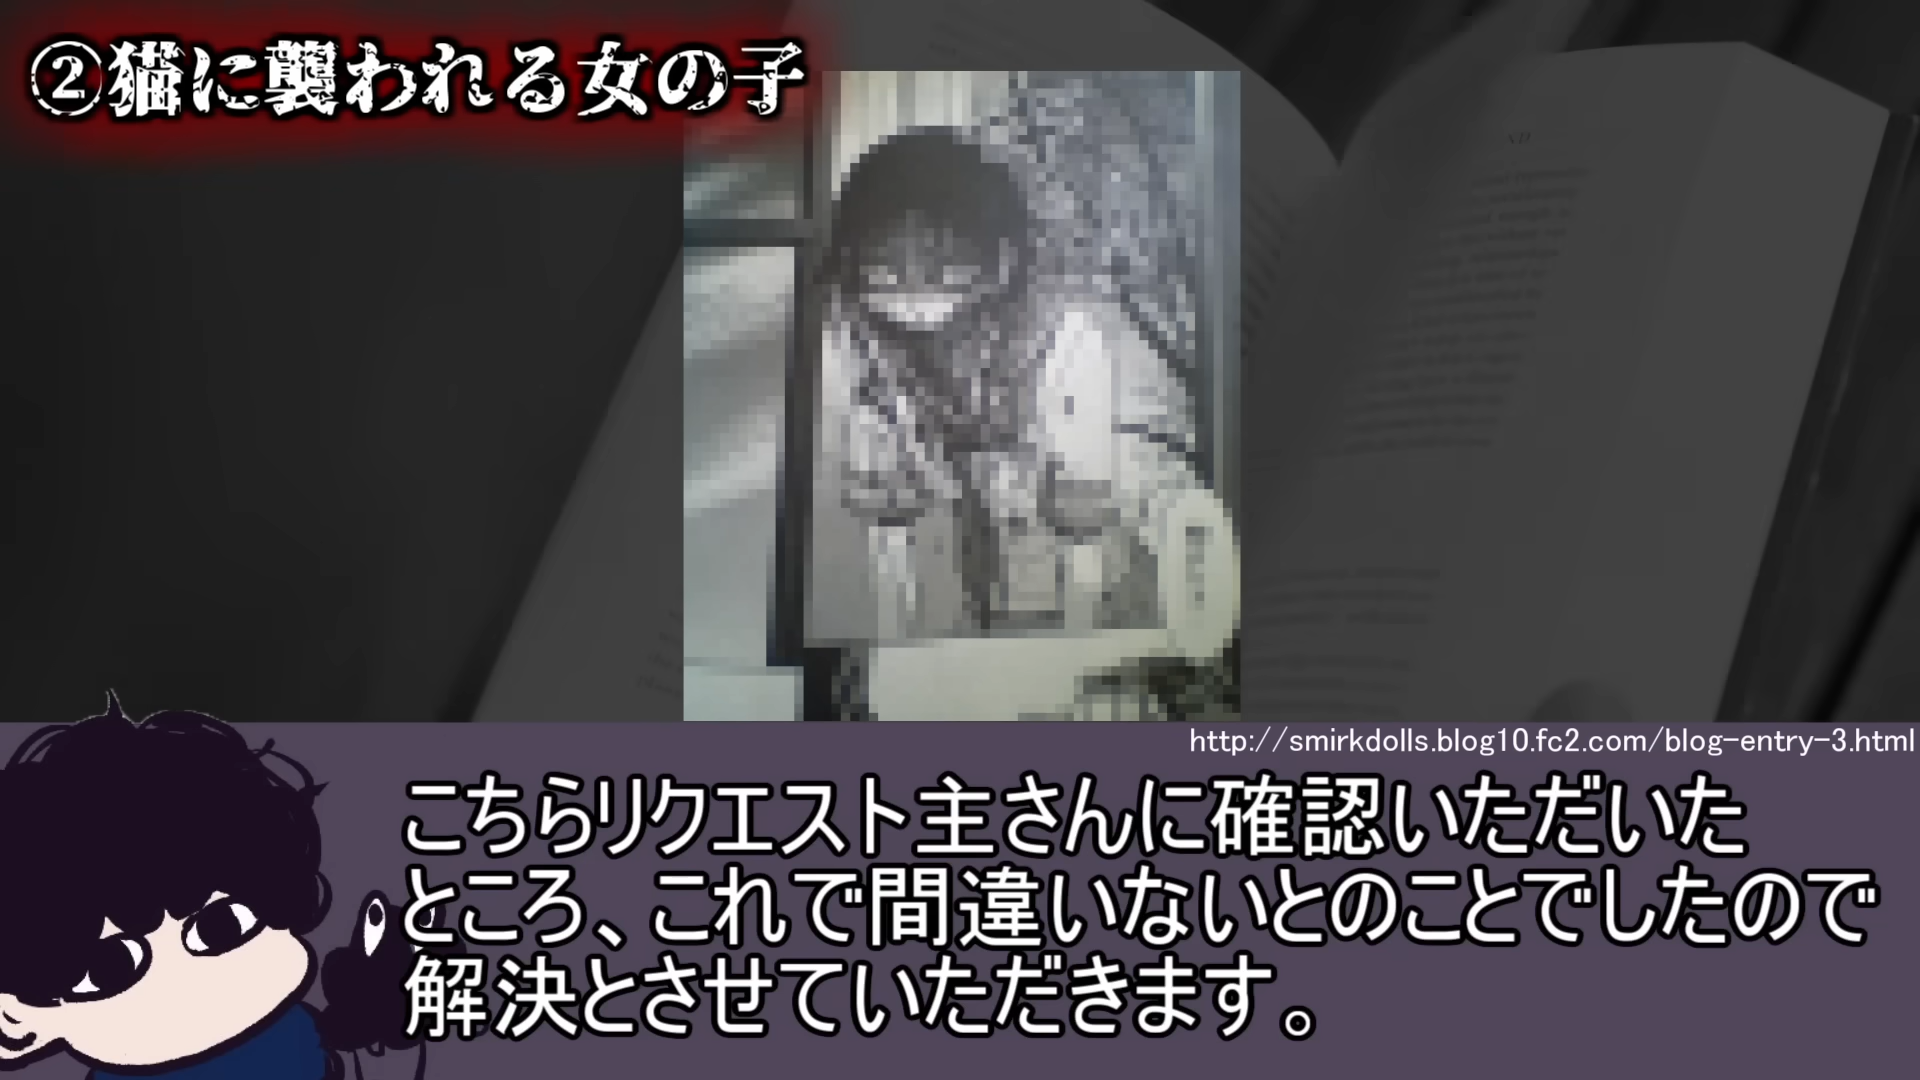 ②猫に襲われる女の子
http://smirkdolls.blog10.fc2.com/blog-entry-3.html
こちらリクエスト主さんに確認いただいた
ところ、これで間違いないとのことでしたので
解決とさせていただきます。